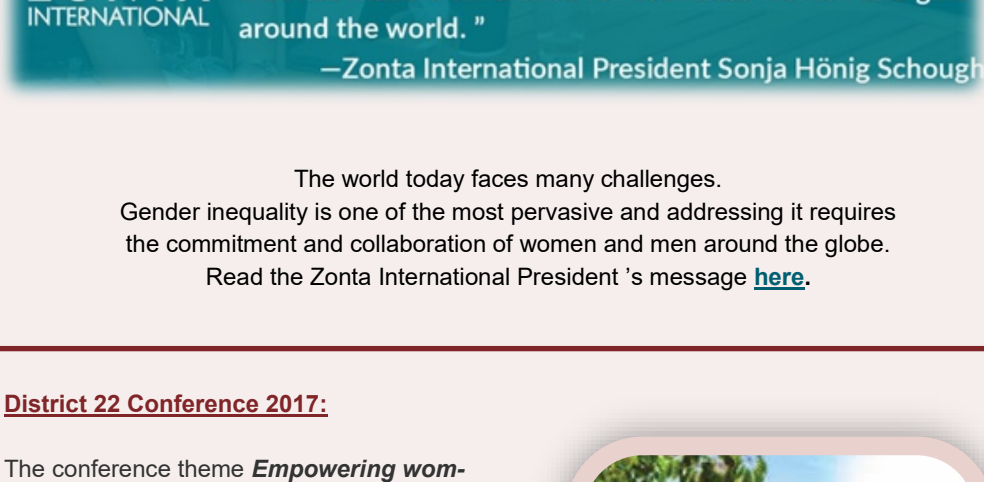 INTERNATIONAL
around the world. ”
—Zonta International President Sonja Hönig Schough
The world today faces many challenges.
Gender inequality is one of the most pervasive and addressing it requires
the commitment and collaboration of women and men around the globe.
Read the Zonta International President ’s message here.
District 22 Conference 2017:
The conference theme Empowering wom-